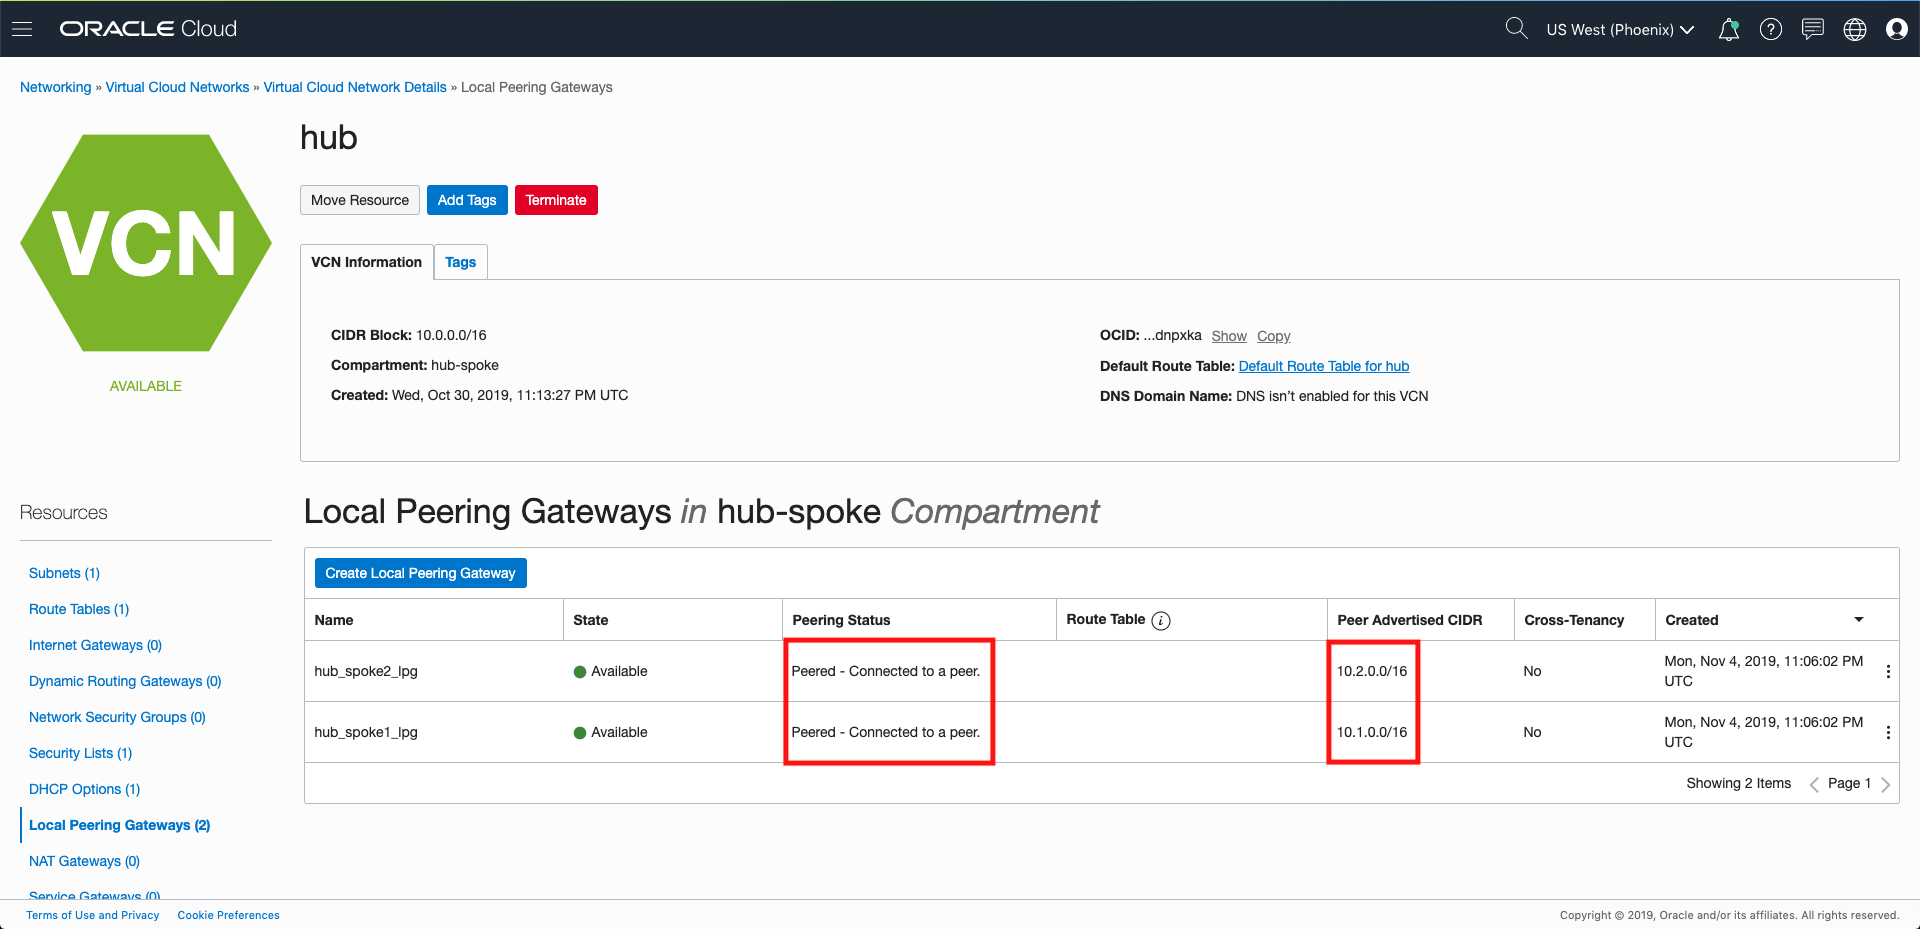 ORACLE Cloud
US West (Phoenix)
Networking » Virtual Cloud Networks » Virtual Cloud Network Details » Local Peering Gateways
VCN
AVAILABLE
hub
Move Resource Add Tags Terminate
VCN Information Tags
CIDR Block: 10.0.0.0/16
Compartment: hub-spoke
Created: Wed, Oct 30, 2019, 11:13:27 PM UTC
OCID: ...dnpxka Show Copy
Default Route Table: Default Route Table for hub
DNS Domain Name: DNS isn't enabled for this VCN
Resources
Subnets (1)
Route Tables (1)
Internet Gateways (0)
Dynamic Routing Gateways (0)
Network Security Groups (0)
Security Lists (1)
DHCP Options (1)
Local Peering Gateways (2)
NAT Gateways (0)
Service Gateways (0)
Local Peering Gateways in hub-spoke Compartment
Create Local Peering Gateway
Name State Peering Status Route Table i Peer Advertised CIDR Cross-Tenancy Created
hub_spoke2_lpg Available Peered - Connected to a peer. 10.2.0.0/16 No Mon, Nov 4, 2019, 11:06:02 PM
UTC
hub_spoke1_lpg Available Peered - Connected to a peer. 10.1.0.0/16 No Mon, Nov 4, 2019, 11:06:02 PM
UTC
Showing 2 Items Page 1
Terms of Use and Privacy Cookie Preferences
Copyright © 2019, Oracle and/or its affiliates. All rights reserved.